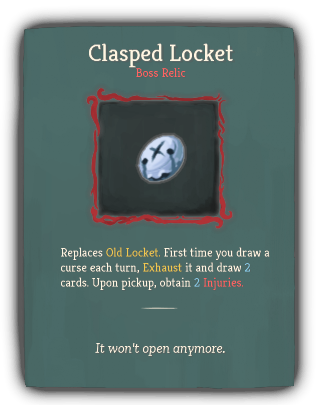 Clasped Locket
Boss Relic
Replaces Old Locket. First time you draw a
curse each turn, Exhaust it and draw 2
cards. Upon pickup, obtain 2 Injuries.
It won't open anymore.